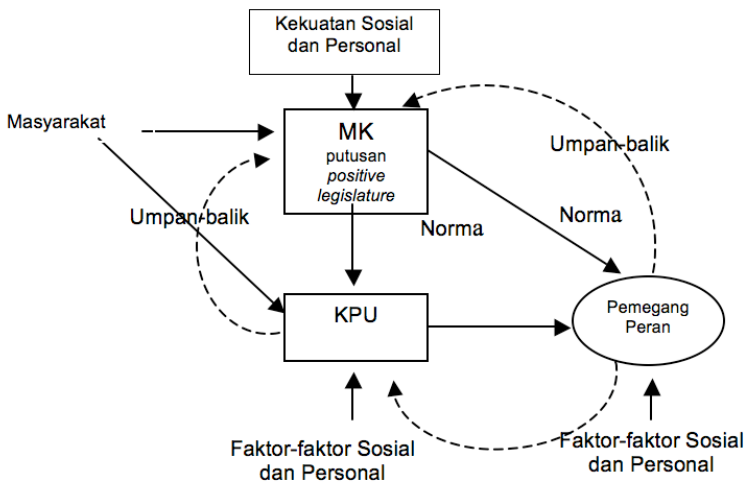 Kekuatan Sosial
dan Personal
Masyarakat
MK
putusan
positive
legislature
Umpan-balik
Umpan-balik
Norma
Norma
KPU
Pemegang
Peran
Faktor-faktor Sosial
dan Personal
Faktor-faktor Sosial
dan Personal